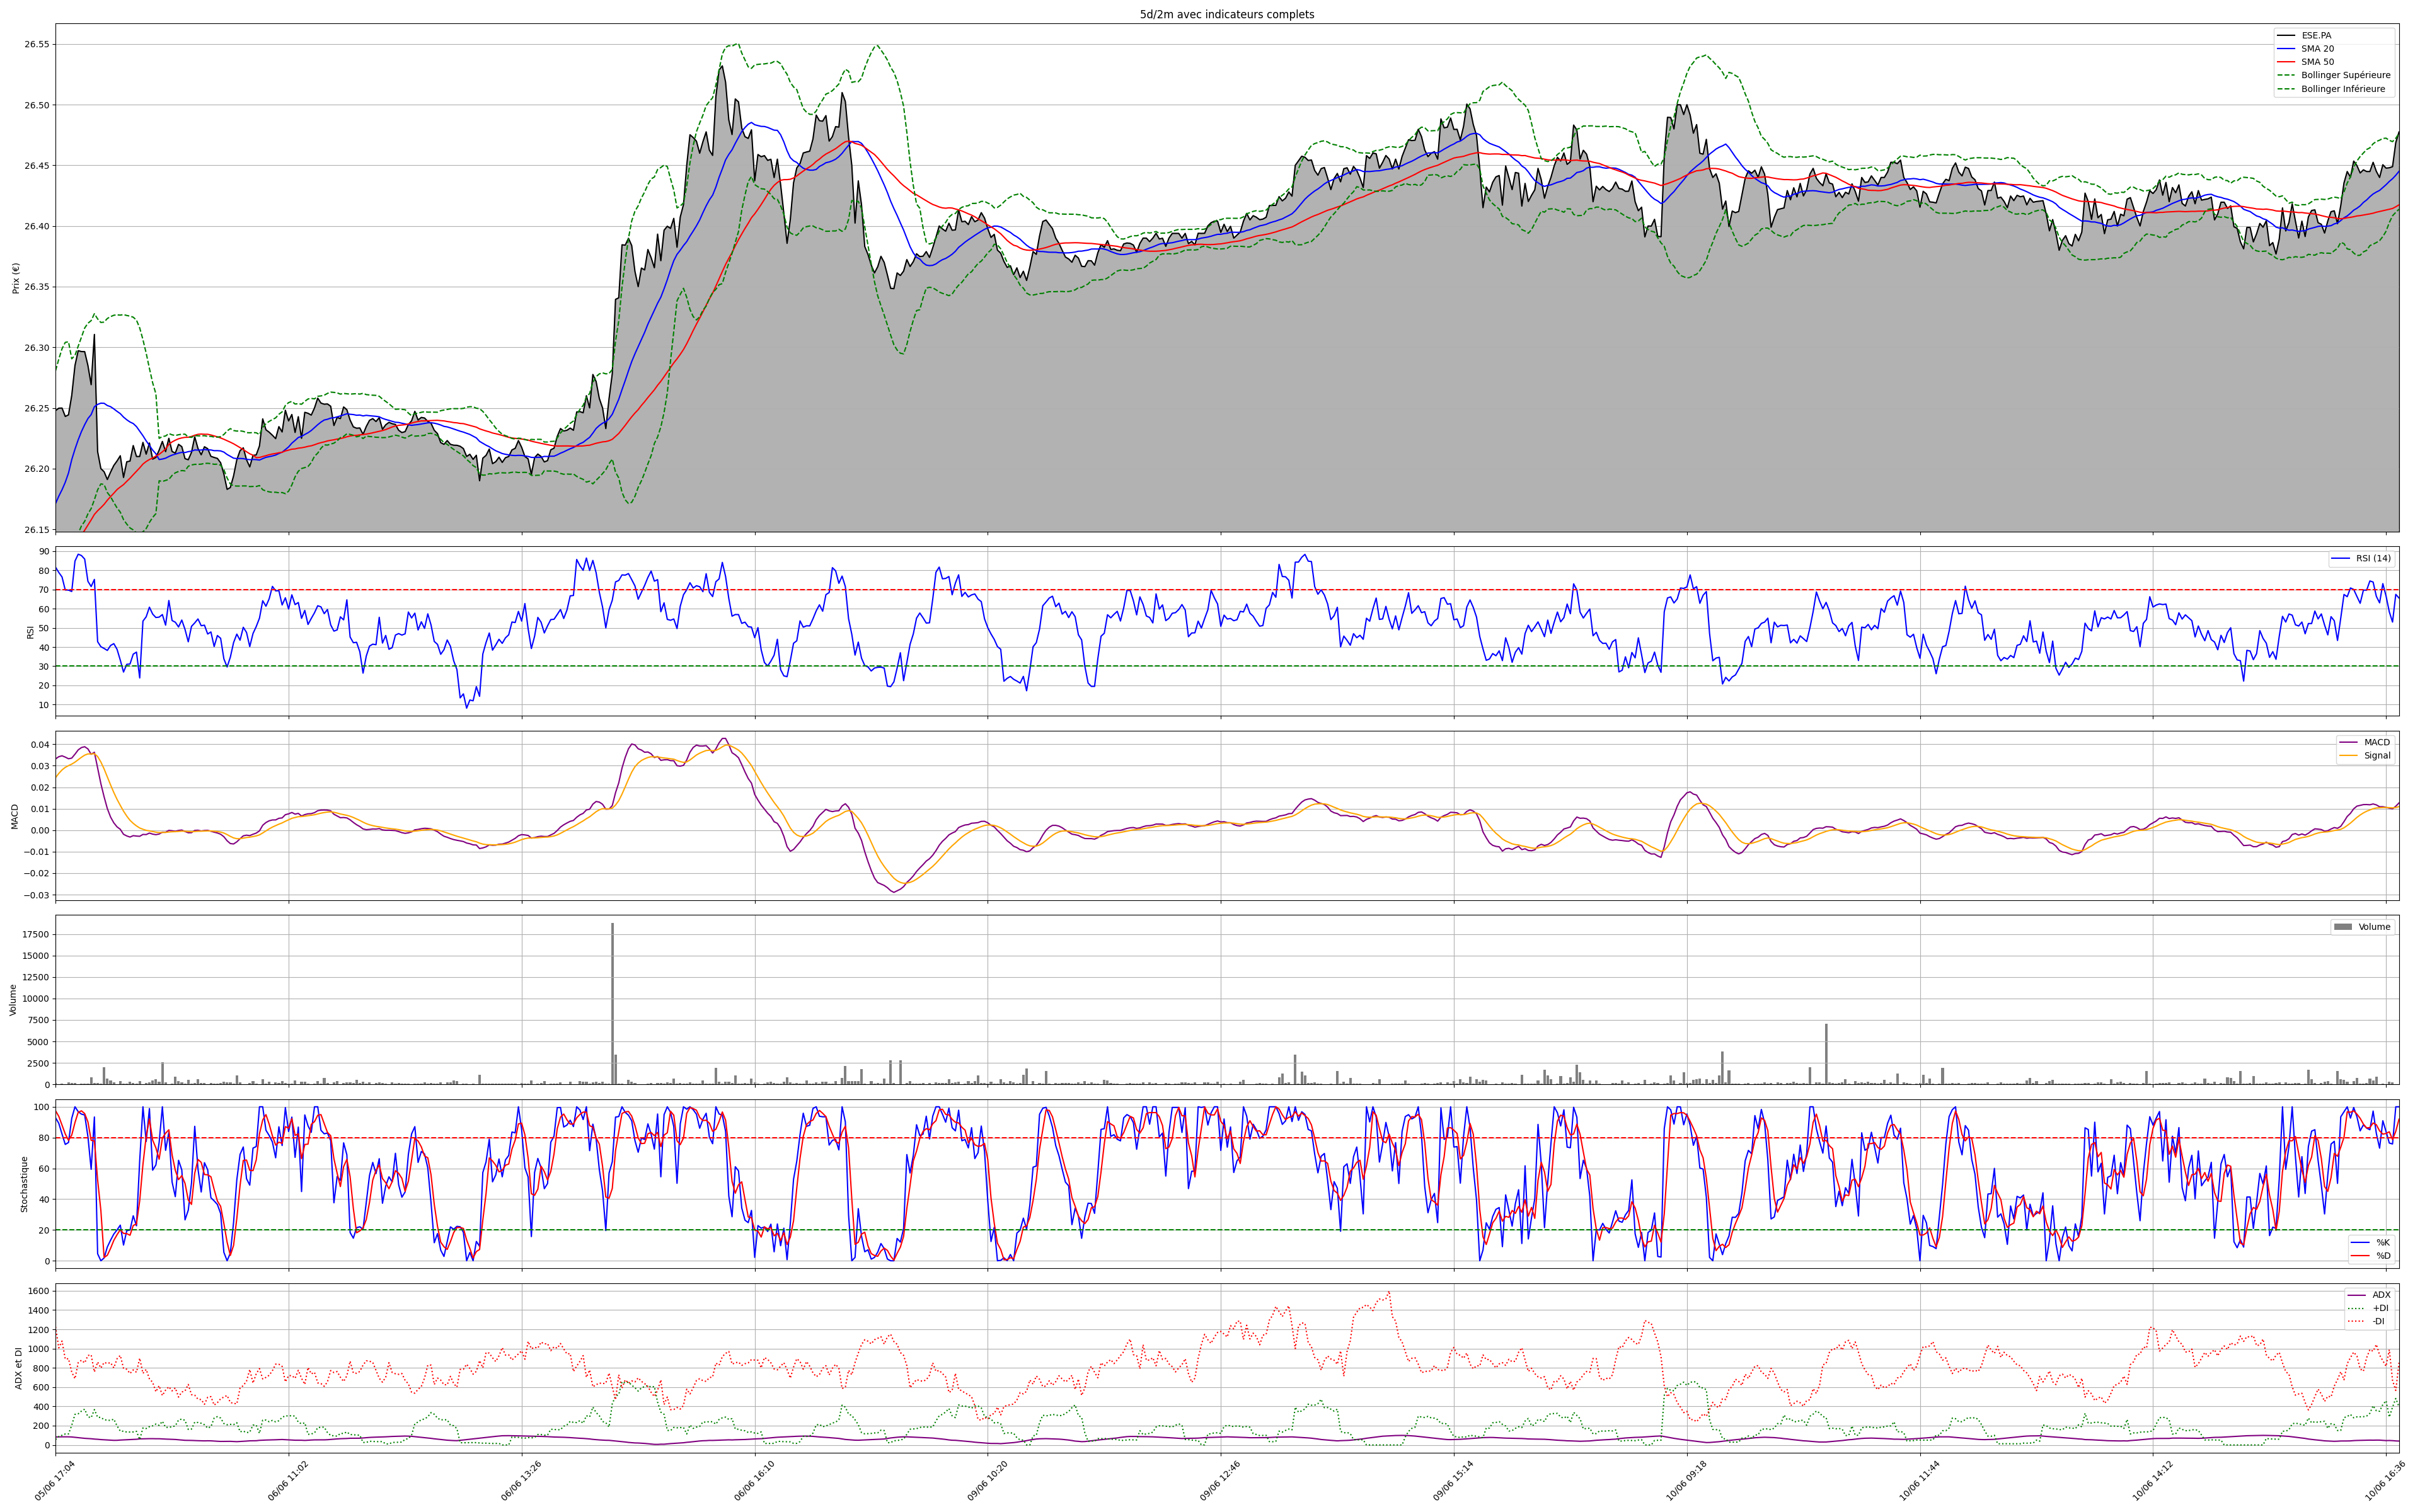 5d/2m avec indicateurs complets
Prix (€)
26.55
26.50
26.45
26.40
26.35
26.30
26.25
26.20
26.15
ESE.PA
SMA 20
SMA 50
Bollinger Supérieure
Bollinger Inférieure
RSI
90
80
70
60
50
40
30
20
10
RSI (14)
MACD
0.04
0.03
0.02
0.01
0.00
−0.01
−0.02
−0.03
MACD
Signal
Volume
17500
15000
12500
10000
7500
5000
2500
0
Volume
Stochastique
100
80
60
40
20
0
%K
%D
ADX et DI
1600
1400
1200
1000
800
600
400
200
0
ADX
+DI
-DI
05/06 17:04
06/06 11:02
06/06 13:26
06/06 16:10
09/06 10:20
09/06 12:46
09/06 15:14
10/06 09:18
10/06 11:44
10/06 14:12
10/06 16:36